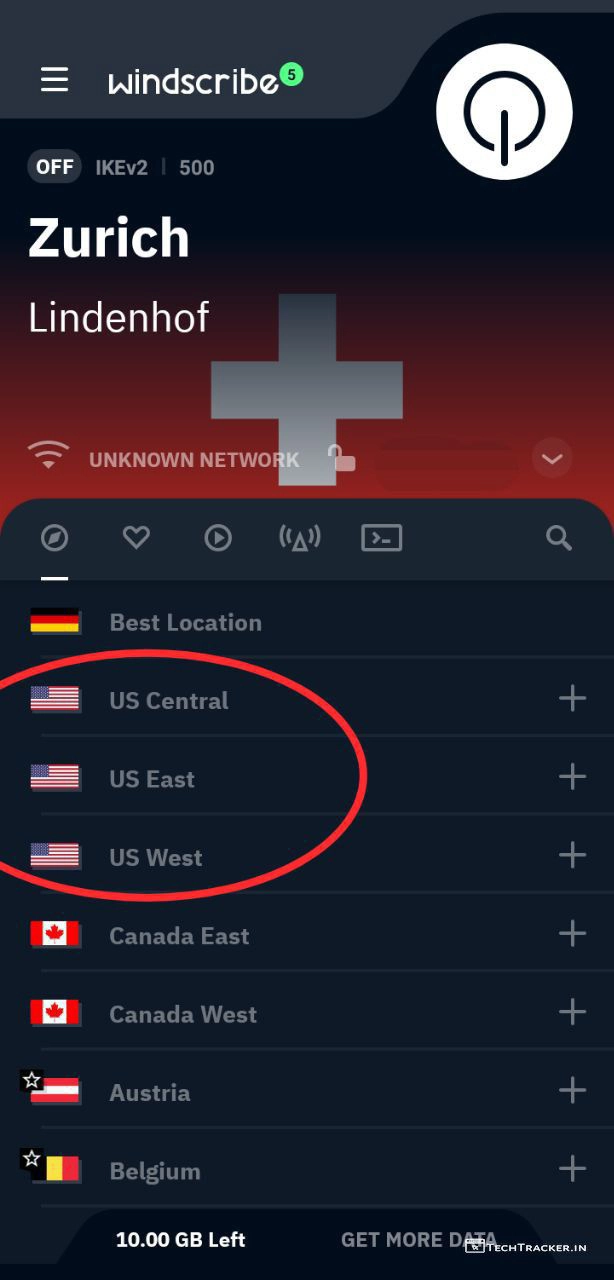 windscribe 5
OFF IKEv2 | 500
Zurich
Lindenhof
UNKNOWN NETWORK
Best Location
US Central
US East
US West
Canada East
Canada West
Austria
Belgium
10.00 GB Left GET MORE DATA
TECHTRACKER.IN